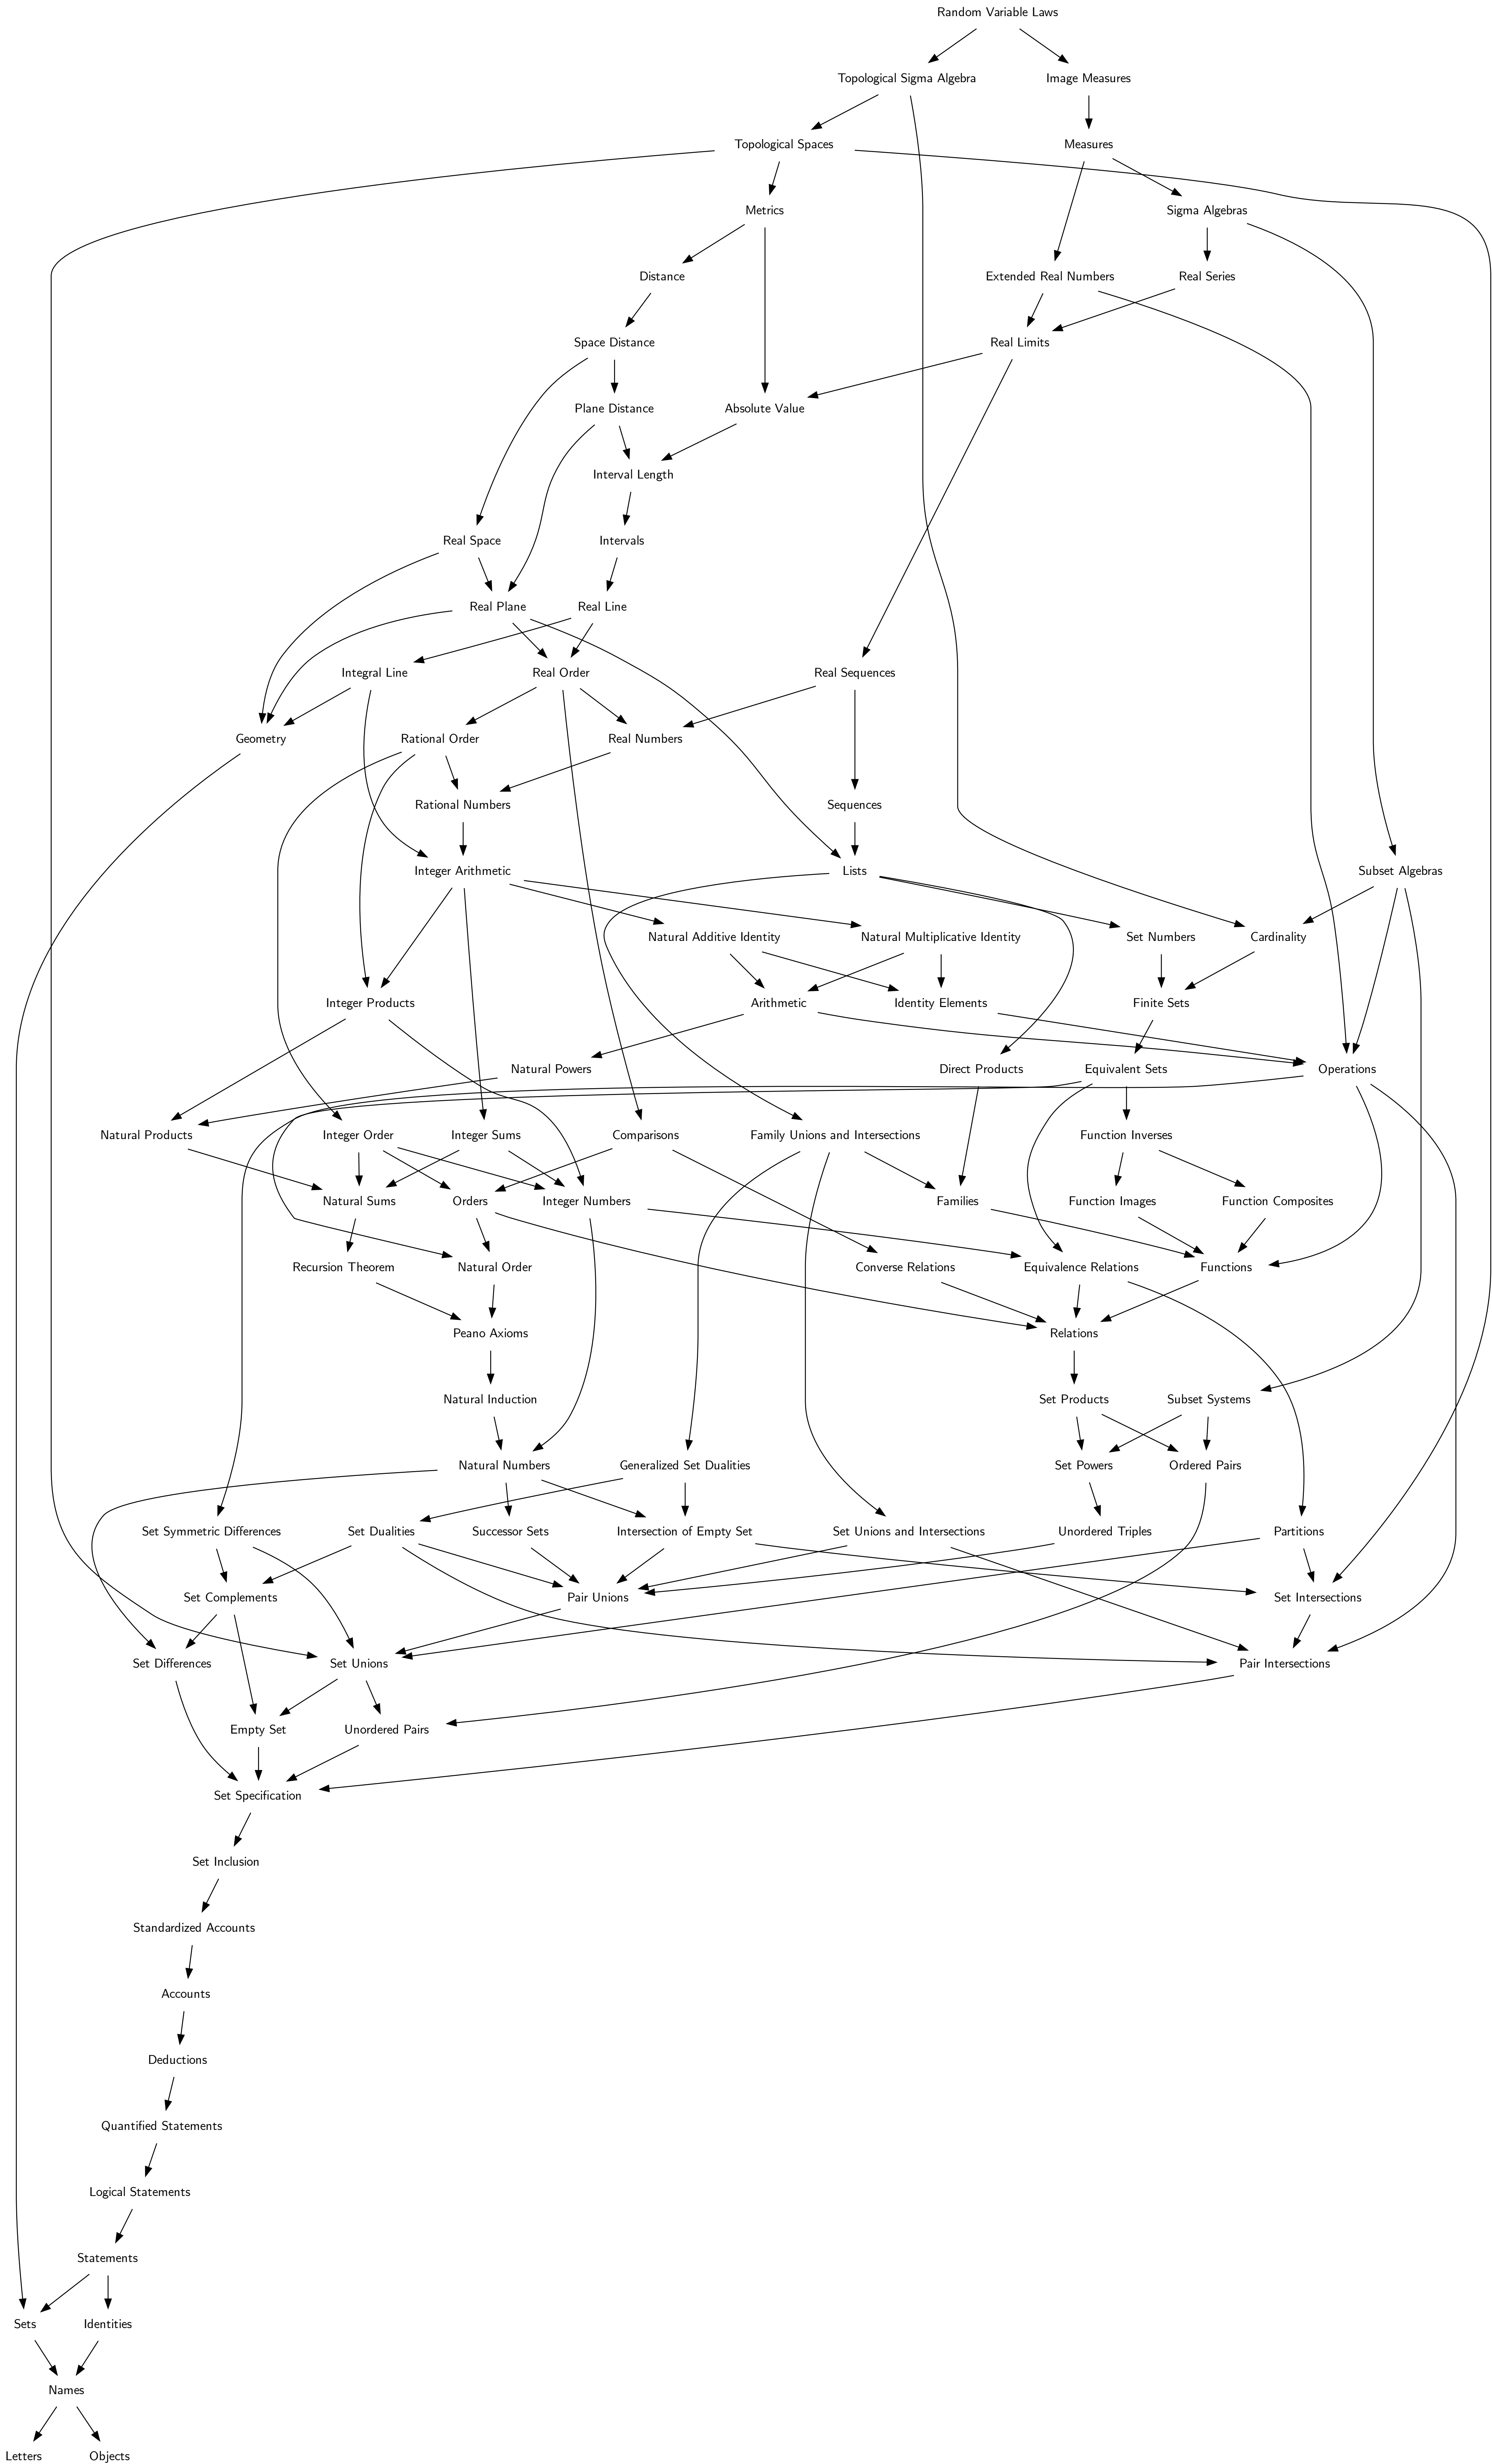 Random Variable Laws
Topological Sigma Algebra
Image Measures
Topological Spaces
Measures
Metrics
Sigma Algebras
Distance
Extended Real Numbers
Real Series
Space Distance
Real Limits
Plane Distance
Absolute Value
Interval Length
Real Space
Intervals
Real Plane
Real Line
Integral Line
Real Order
Real Sequences
Geometry
Rational Order
Real Numbers
Rational Numbers
Sequences
Integer Arithmetic
Lists
Subset Algebras
Natural Additive Identity
Natural Multiplicative Identity
Set Numbers
Cardinality
Integer Products
Arithmetic
Identity Elements
Finite Sets
Natural Powers
Direct Products
Equivalent Sets
Operations
Natural Products
Integer Order
Integer Sums
Comparisons
Family Unions and Intersections
Function Inverses
Natural Sums
Orders
Integer Numbers
Families
Function Images
Function Composites
Recursion Theorem
Natural Order
Converse Relations
Equivalence Relations
Functions
Peano Axioms
Relations
Natural Induction
Set Products
Subset Systems
Natural Numbers
Generalized Set Dualities
Set Powers
Ordered Pairs
Set Symmetric Differences
Set Dualities
Successor Sets
Intersection of Empty Set
Set Unions and Intersections
Unordered Triples
Partitions
Set Complements
Pair Unions
Set Intersections
Set Differences
Set Unions
Pair Intersections
Empty Set
Unordered Pairs
Set Specification
Set Inclusion
Standardized Accounts
Accounts
Deductions
Quantified Statements
Logical Statements
Statements
Sets
Identities
Names
Letters
Objects